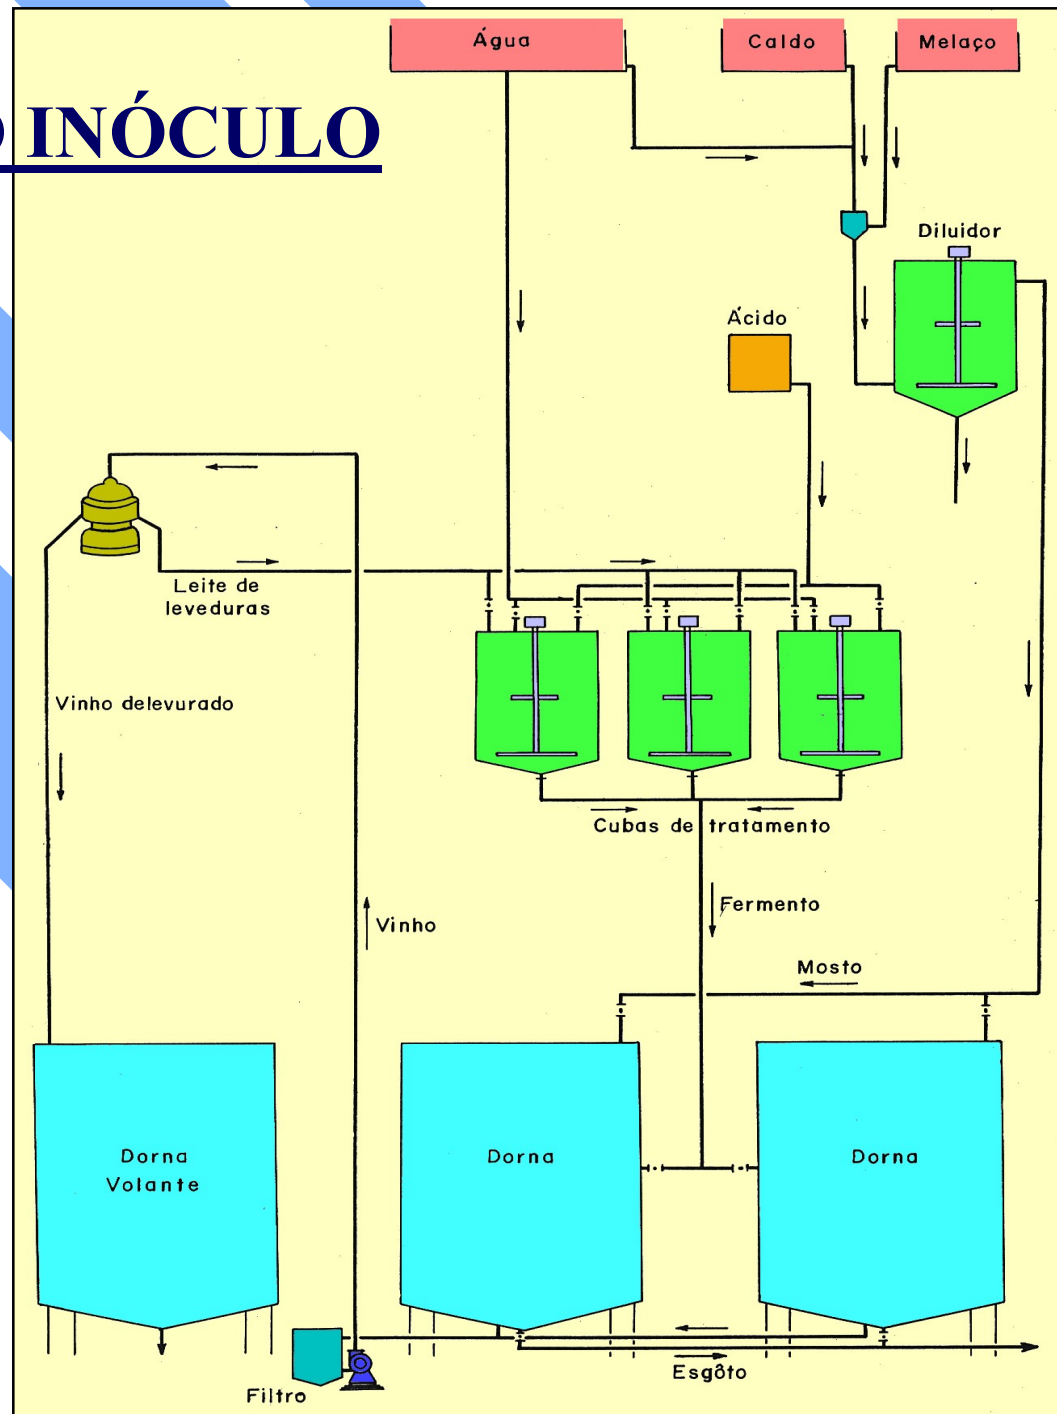 Água
Caldo
Melaço
O INÓCULO
Diluidor
Ácido
Leite de
leveduras
Vinho delevurado
Cubas de tratamento
Fermento
Vinho
Mosto
Dorna
Volante
Dorna
Dorna
Esgôto
Filtro